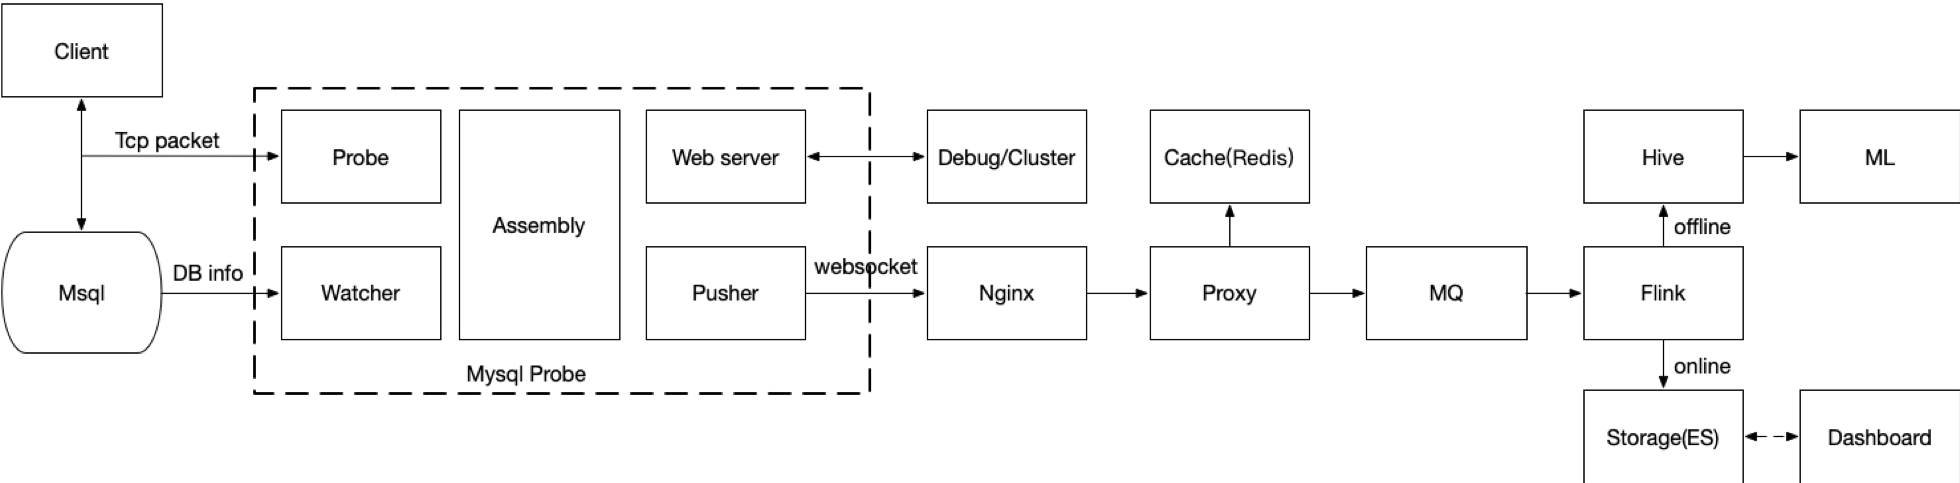 Client
Tcp packet
Probe
Assembly
Web server
Debug/Cluster
Cache(Redis)
Hive
ML
offline
Msql
DB info
Watcher
Pusher
websocket
Nginx
Proxy
MQ
Flink
online
Mysql Probe
Storage(ES)
Dashboard